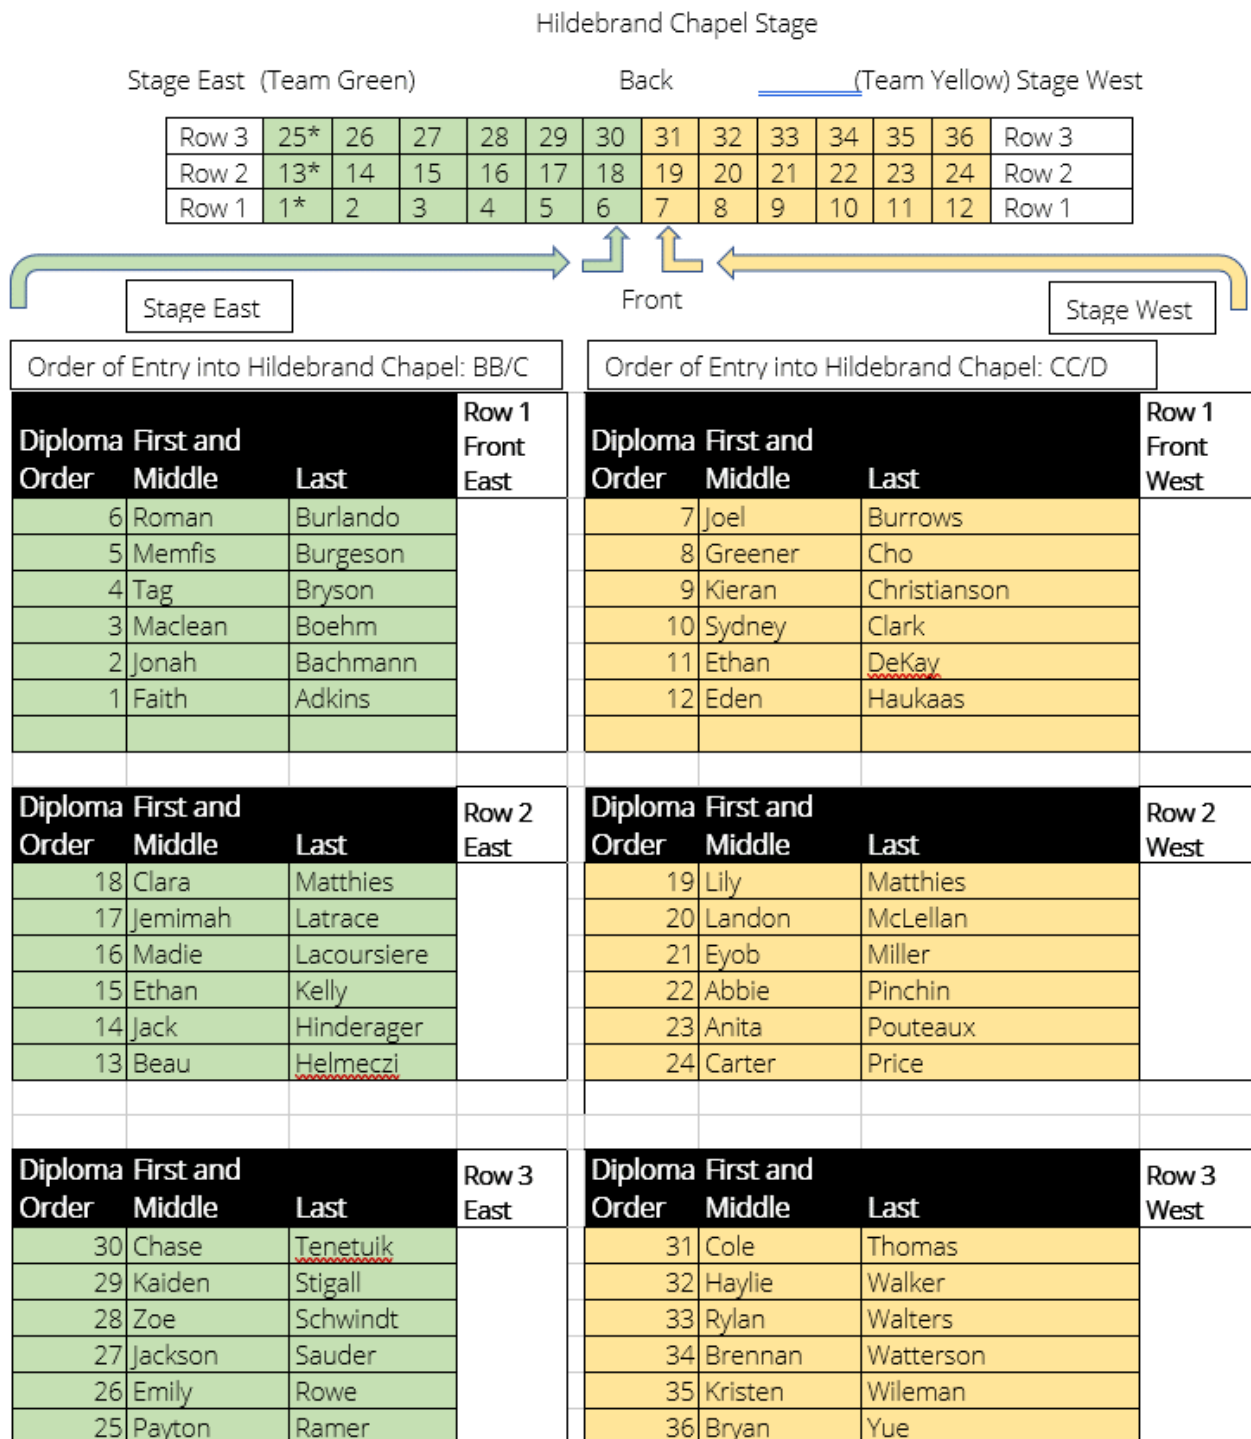 Hildebrand Chapel Stage
Stage East (Team Green) Back (Team Yellow) Stage West
Row 3 25* 26 27 28 29 30 31 32 33 34 35 36 Row 3
Row 2 13* 14 15 16 17 18 19 20 21 22 23 24 Row 2
Row 1 1* 2 3 4 5 6 7 8 9 10 11 12 Row 1
Front
Stage East Stage West
Order of Entry into Hildebrand Chapel: BB/C
Order of Entry into Hildebrand Chapel: CC/D
Diploma Order First and Middle Last Row 1 Front East
6 Roman Burlando
5 Memfis Burgeson
4 Tag Bryson
3 Maclean Boehm
2 Jonah Bachmann
1 Faith Adkins
Diploma Order First and Middle Last Row 1 Front West
7 Joel Burrows
8 Greener Cho
9 Kieran Christianson
10 Sydney Clark
11 Ethan DeKay
12 Eden Haukaas
Diploma Order First and Middle Last Row 2 East
18 Clara Matthies
17 Jemimah Latrace
16 Madie Lacoursiere
15 Ethan Kelly
14 Jack Hinderager
13 Beau Helmeczi
Diploma Order First and Middle Last Row 2 West
19 Lily Matthies
20 Landon McLellan
21 Eyob Miller
22 Abbie Pinchin
23 Anita Pouteaux
24 Carter Price
Diploma Order First and Middle Last Row 3 East
30 Chase Tenetuik
29 Kaiden Stigall
28 Zoe Schwindt
27 Jackson Sauder
26 Emily Rowe
25 Payton Ramer
Diploma Order First and Middle Last Row 3 West
31 Cole Thomas
32 Haylie Walker
33 Rylan Walters
34 Brennan Watterson
35 Kristen Wileman
36 Bryan Yue